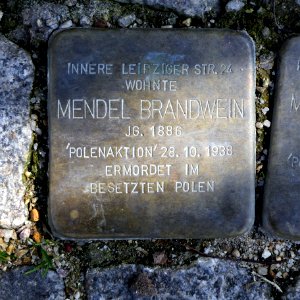 INNERE LEIPZIGER STR. 24
WOHNTE
MENDEL BRANDWEIN
JG. 1886
'POLENAKTION' 28. 10. 1938
ERMORDET IM
BESETZTEN POLEN